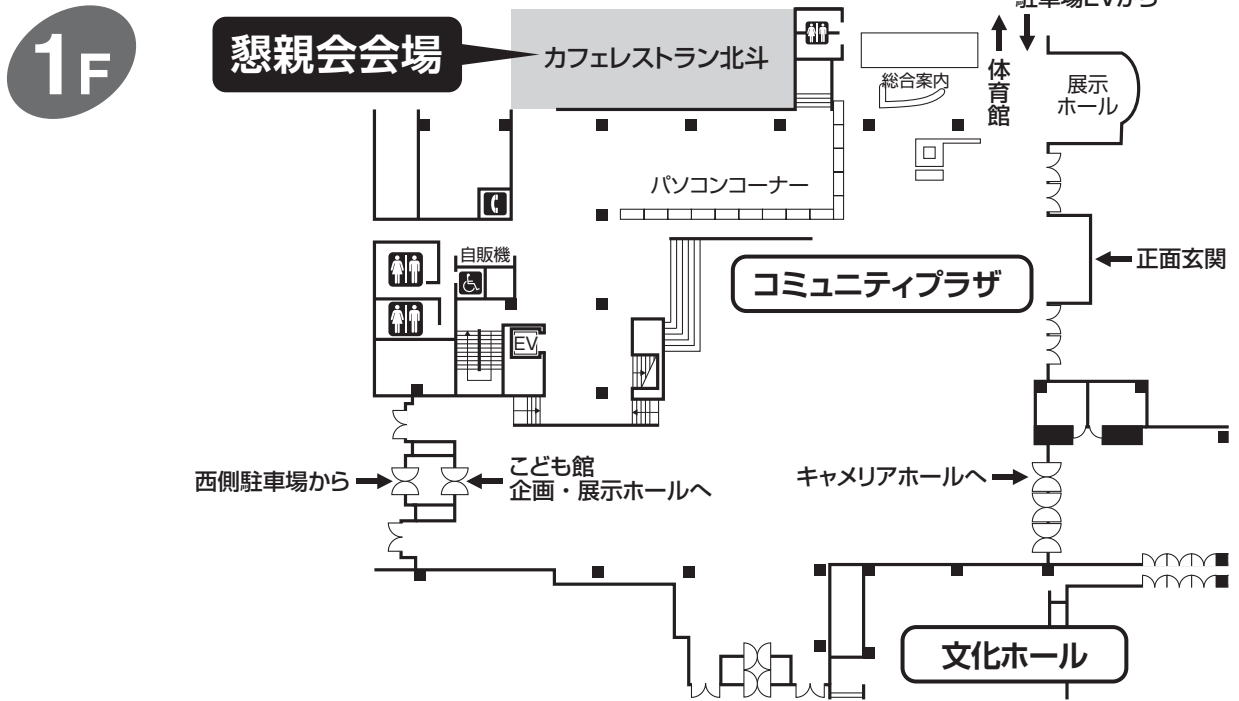 1F
懇親会会場
カフェレストラン北斗
駐車場EVから
体育館
総合案内
展示
ホール
パソコンコーナー
自販機
コミュニティプラザ
正面玄関
EV
西側駐車場から
こども館
企画・展示ホールへ
キャメリアホールへ
文化ホール